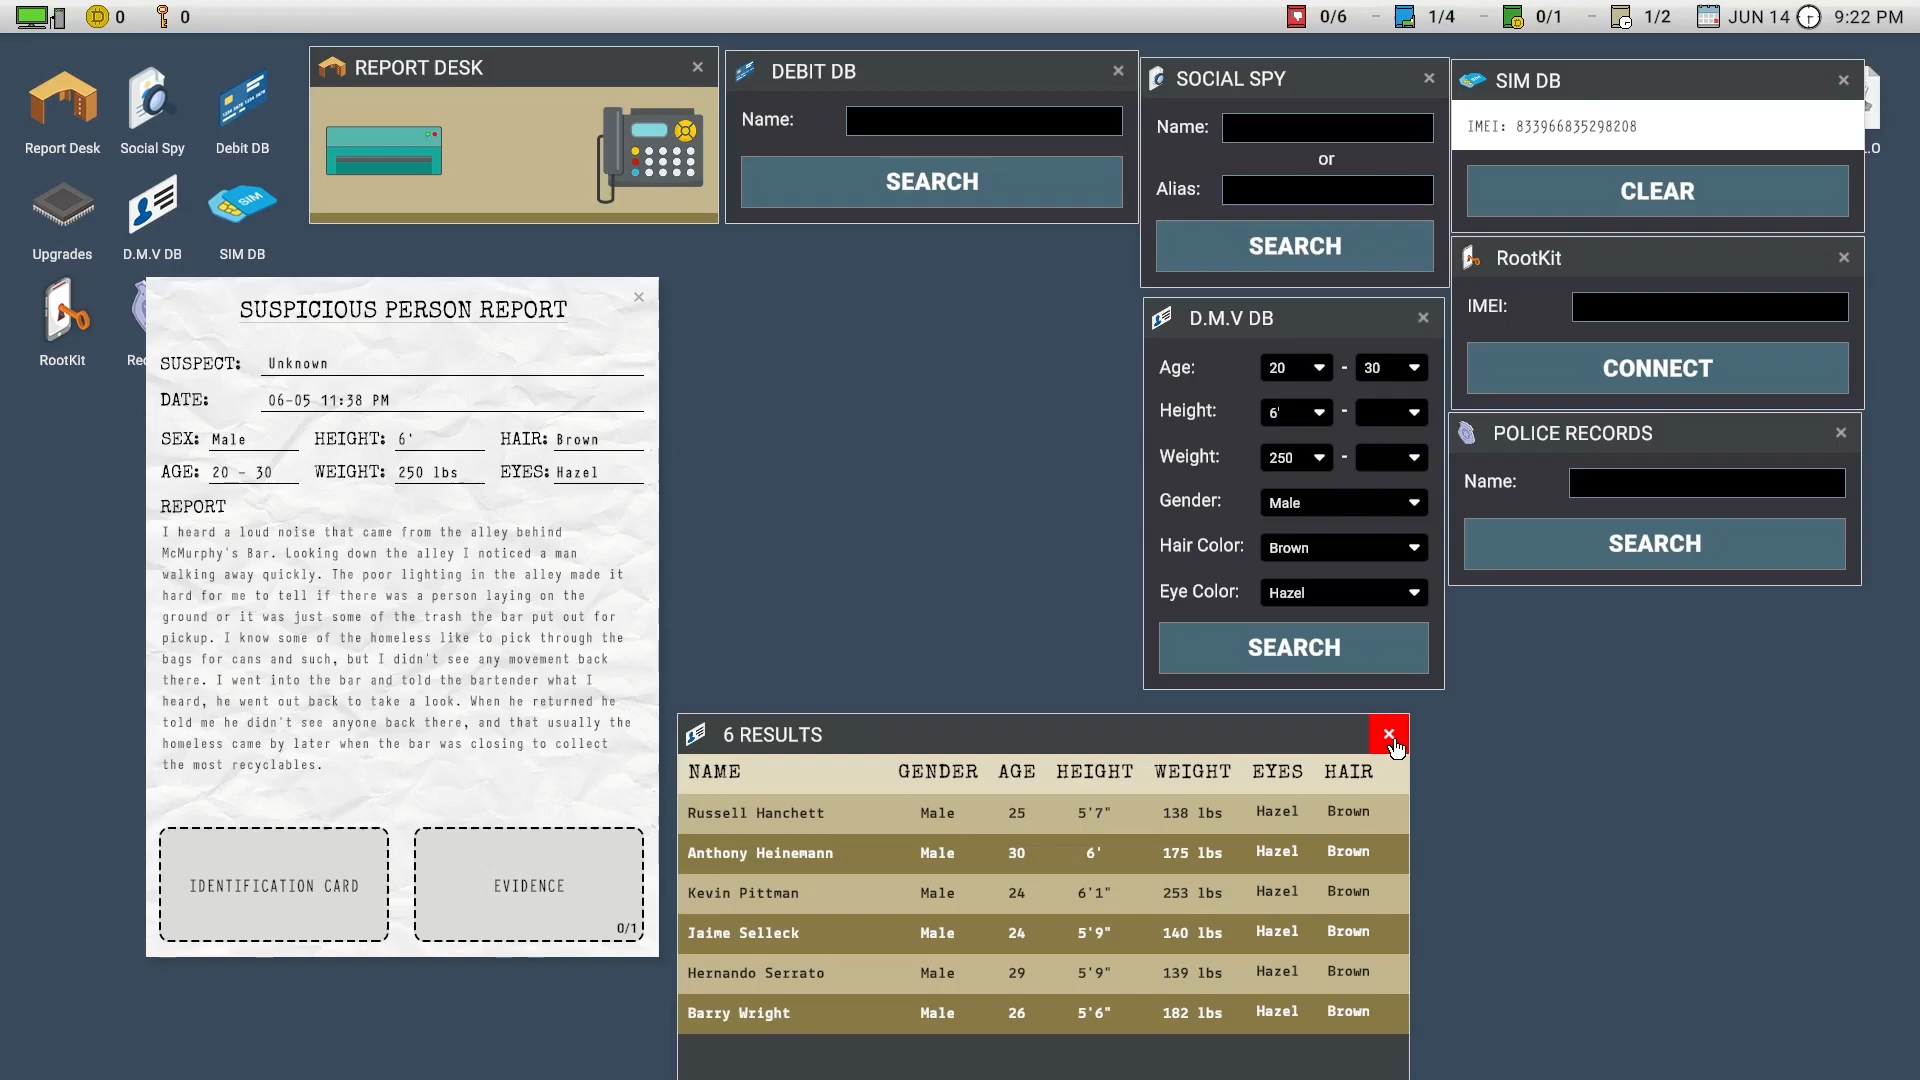 0 0 0/6 - 1/4 - 0/1 - 1/2 JUN 14 9:22 PM
Report Desk
Social Spy
Debit DB
Upgrades
D.M.V DB
SIM DB
RootKit
REPORT DESK
DEBIT DB
Name:
SEARCH
SOCIAL SPY
Name:
or
Alias:
SEARCH
SIM DB
IMEI: 833966835298208
CLEAR
RootKit
IMEI:
CONNECT
POLICE RECORDS
Name:
SEARCH
D.M.V DB
Age: 20 - 30
Height: 6' -
Weight: 250 -
Gender: Male
Hair Color: Brown
Eye Color: Hazel
SEARCH
SUSPICIOUS PERSON REPORT
SUSPECT: Unknown
DATE: 06-05 11:38 PM
SEX: Male HEIGHT: 6' HAIR: Brown
AGE: 20 - 30 WEIGHT: 250 lbs EYES: Hazel
REPORT
I heard a loud noise that came from the alley behind
McMurphy's Bar. Looking down the alley I noticed a man
walking away quickly. The poor lighting in the alley made it
hard for me to tell if there was a person laying on the
ground or it was just some of the trash the bar put out for
pickup. I know some of the homeless like to pick through the
bags for cans and such, but I didn't see any movement back
there. I went into the bar and told the bartender what I
heard, he went out back to take a look. When he returned he
told me he didn't see anyone back there, and that usually the
homeless came by later when the bar was closing to collect
the most recyclables.
IDENTIFICATION CARD
EVIDENCE
0/1
6 RESULTS
NAME GENDER AGE HEIGHT WEIGHT EYES HAIR
Russell Hanchett Male 25 5'7" 138 lbs Hazel Brown
Anthony Heinemann Male 30 6' 175 lbs Hazel Brown
Kevin Pittman Male 24 6'1" 253 lbs Hazel Brown
Jaime Selleck Male 24 5'9" 140 lbs Hazel Brown
Hernando Serrato Male 29 5'9" 139 lbs Hazel Brown
Barry Wright Male 26 5'6" 182 lbs Hazel Brown